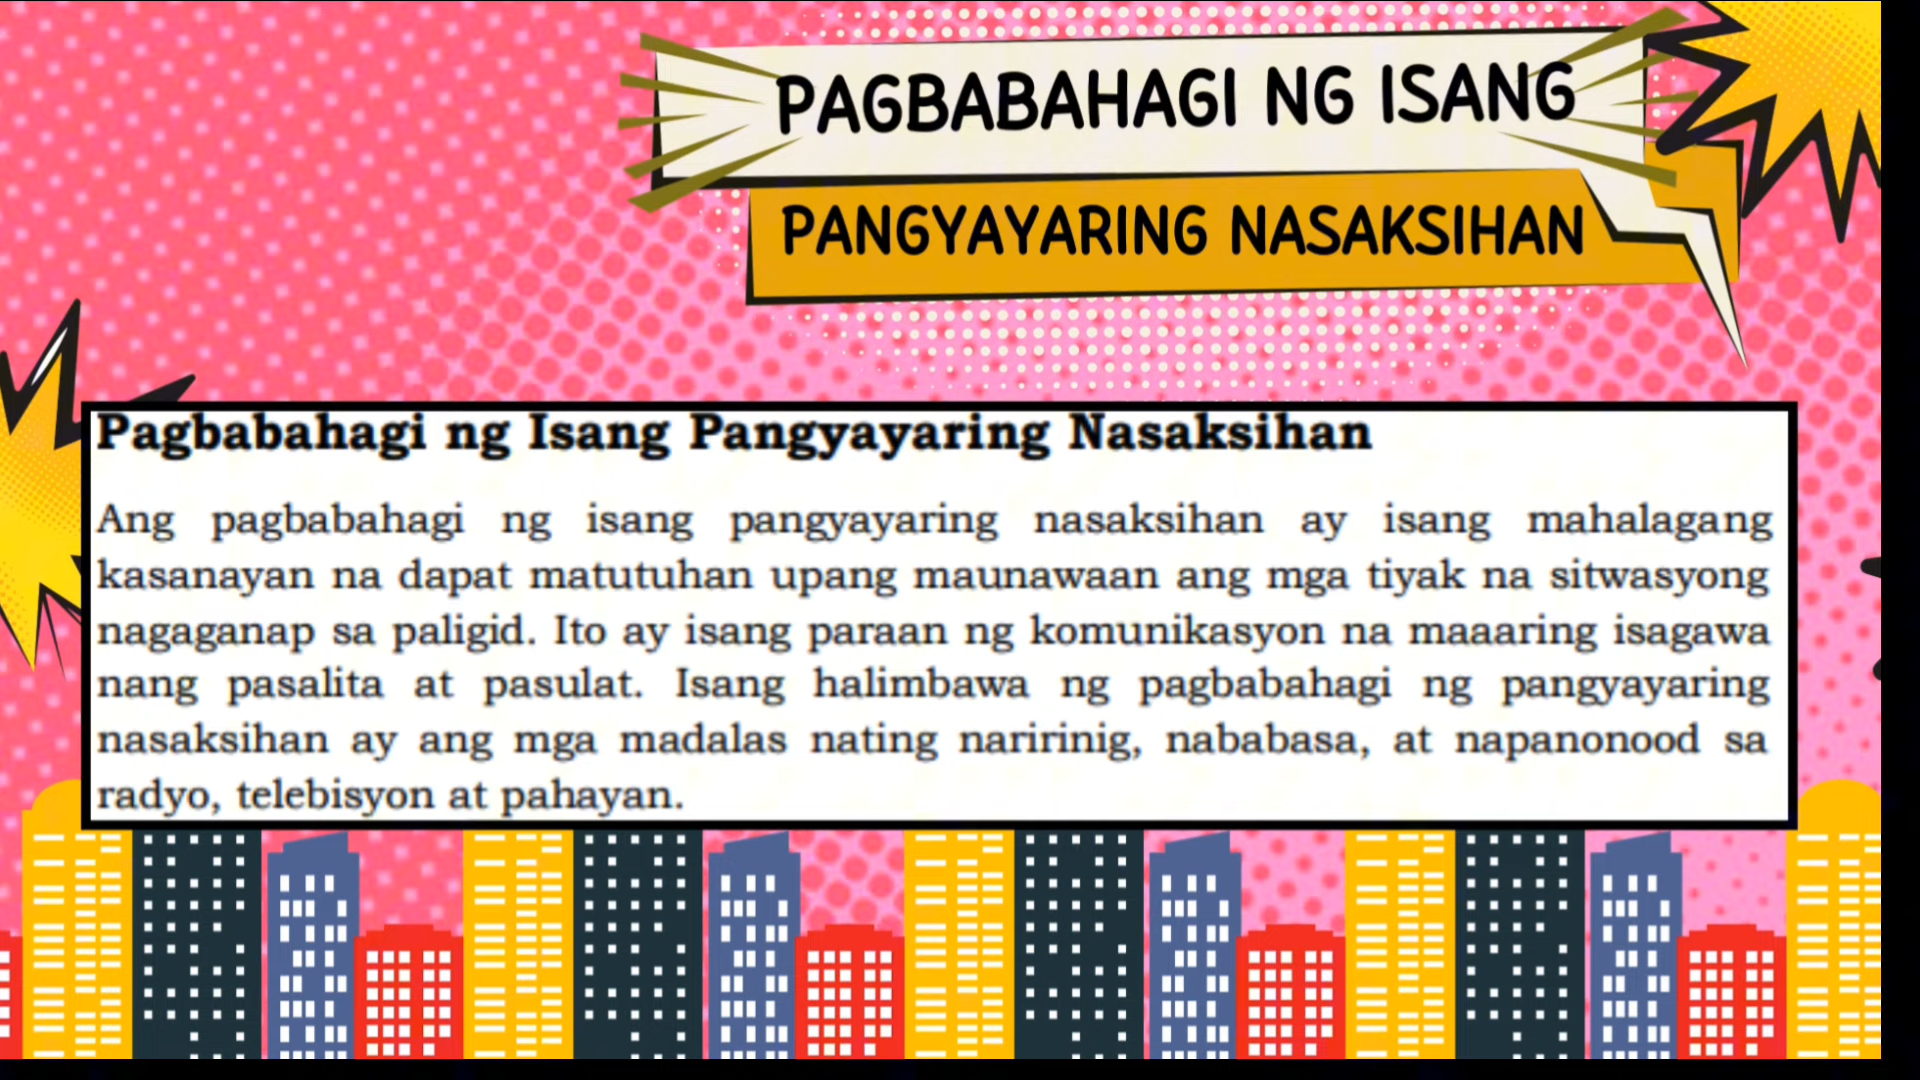 PAGBABAHAGI NG ISANG
PANGYAYARING NASAKSIHAN
Pagbabahagi ng Isang Pangyayaring Nasaksihan
Ang pagbabahagi ng isang pangyayaring nasaksihan ay isang mahalagang
kasanayan na dapat matutuhan upang maunawaan ang mga tiyak na sitwasyong
nagaganap sa paligid. Ito ay isang paraan ng komunikasyon na maaaring isagawa
nang pasalita at pasulat. Isang halimbawa ng pagbabahagi ng pangyayaring
nasaksihan ay ang mga madalas nating naririnig, nababasa, at napanonood sa
radyo, telebisyon at pahayan.